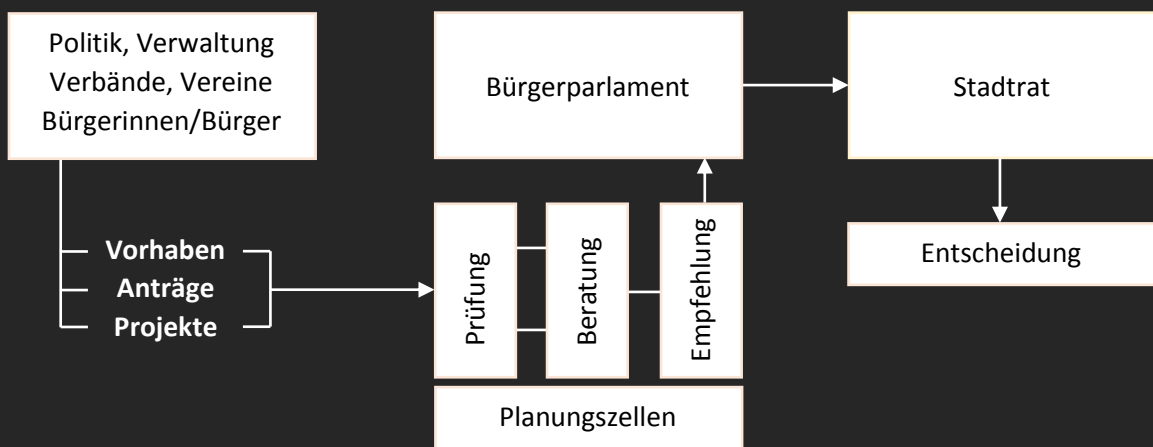 Politik, Verwaltung
Verbände, Vereine
Bürgerinnen/Bürger
Vorhaben
Anträge
Projekte
Prüfung
Beratung
Empfehlung
Planungszellen
Bürgerparlament
Stadtrat
Entscheidung